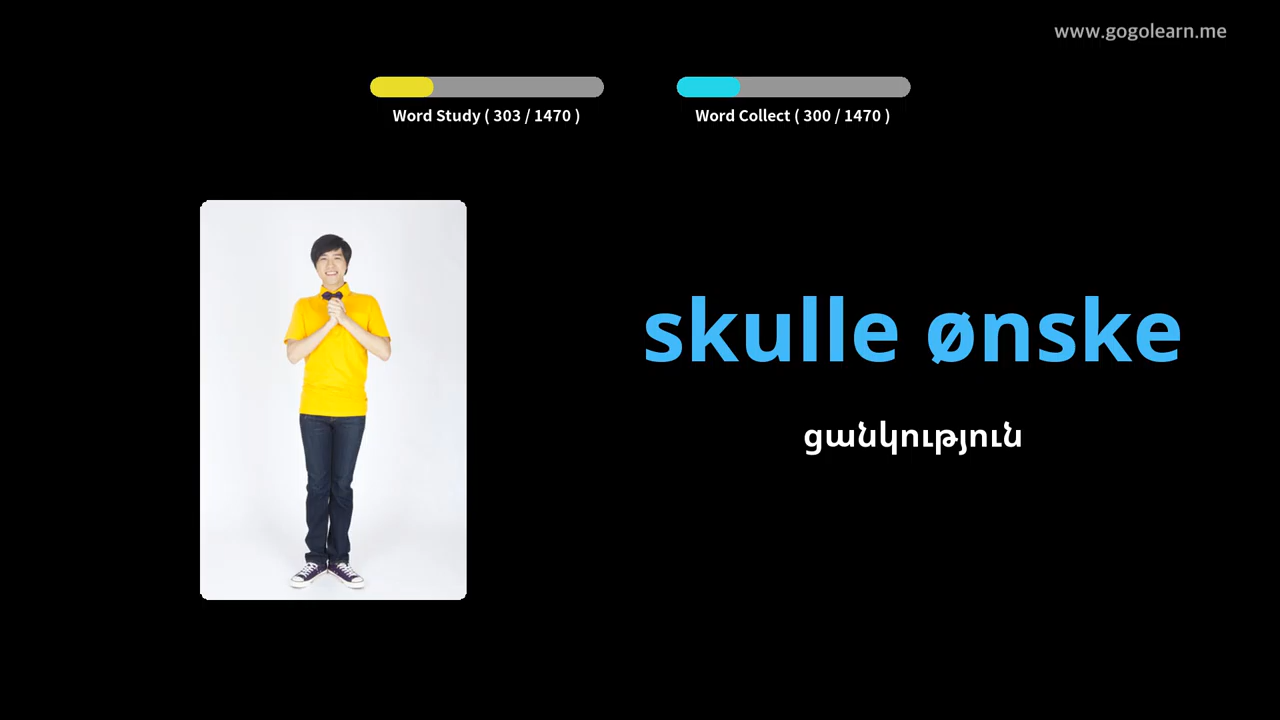 www.gogolearn.me
Word Study ( 303 / 1470 )
Word Collect ( 300 / 1470 )
skulle ønske
ցանկություն